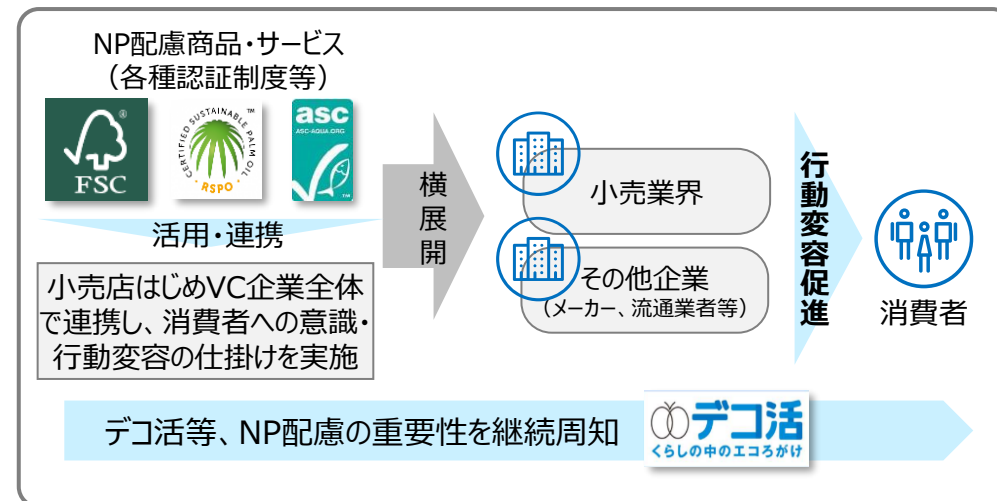 NP配慮商品・サービス
（各種認証制度等）
FSC
®
CERTIFIED SUSTAINABLE PALM OIL
TM
・RSPO・
asc
ASC-AQUA.ORG
活用・連携
小売店はじめVC企業全体
で連携し、消費者への意識・
行動変容の仕掛けを実施
横展開
小売業界
その他企業
（メーカー、流通業者等）
行動変容促進
消費者
デコ活等、NP配慮の重要性を継続周知
デコ活
くらしの中のエコろがけ